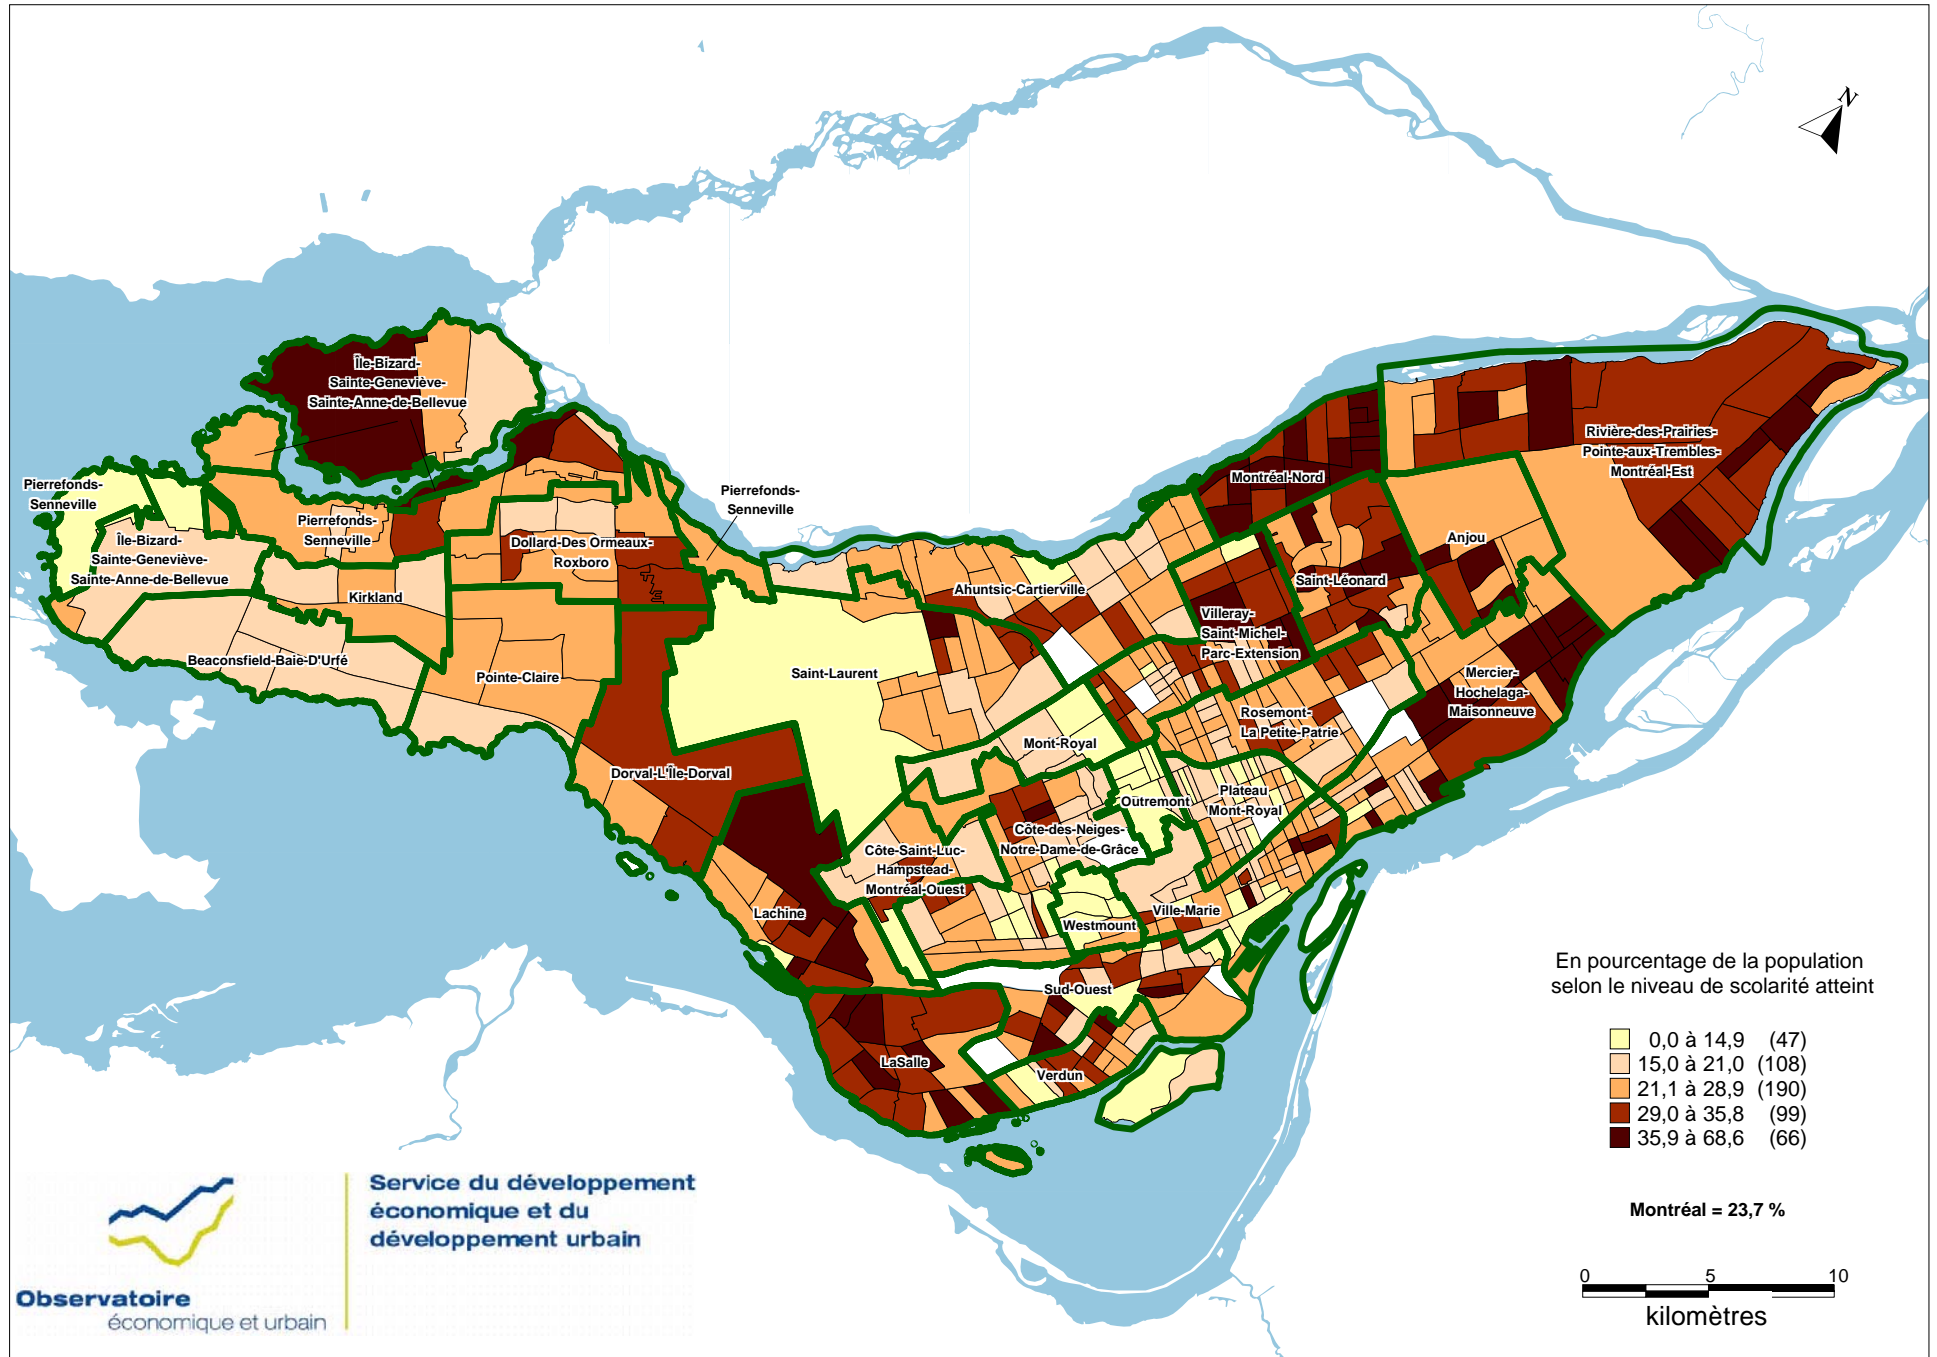 N
Île-Bizard-
Sainte-Geneviève-
Sainte-Anne-de-Bellevue
Rivière-des-Prairies-
Pointe-aux-Trembles-
Montréal-Est
Montréal-Nord
Pierrefonds-
Senneville
Pierrefonds-
Senneville
Pierrefonds-
Senneville
Île-Bizard-
Sainte-Geneviève-
Sainte-Anne-de-Bellevue
Dollard-Des Ormeaux-
Roxboro
Anjou
Saint-Léonard
Ahuntsic-Cartierville
Kirkland
Villeray-
Saint-Michel-
Parc-Extension
Beaconsfield-Baie-D'Urfé
Pointe-Claire
Saint-Laurent
Mercier-
Hochelaga-
Maisonneuve
Rosemont-
La Petite-Patrie
Mont-Royal
Dorval-L'Île-Dorval
Outremont
Plateau
Mont-Royal
Côte-des-Neiges-
Notre-Dame-de-Grâce
Côte-Saint-Luc-
Hampstead-
Montréal-Ouest
Lachine
Ville-Marie
Westmount
Sud-Ouest
LaSalle
Verdun
En pourcentage de la population
selon le niveau de scolarité atteint
0,0 à 14,9 (47)
15,0 à 21,0 (108)
21,1 à 28,9 (190)
29,0 à 35,8 (99)
35,9 à 68,6 (66)
Montréal = 23,7 %
0 5 10
kilomètres
Service du développement
économique et du
développement urbain
Observatoire
économique et urbain